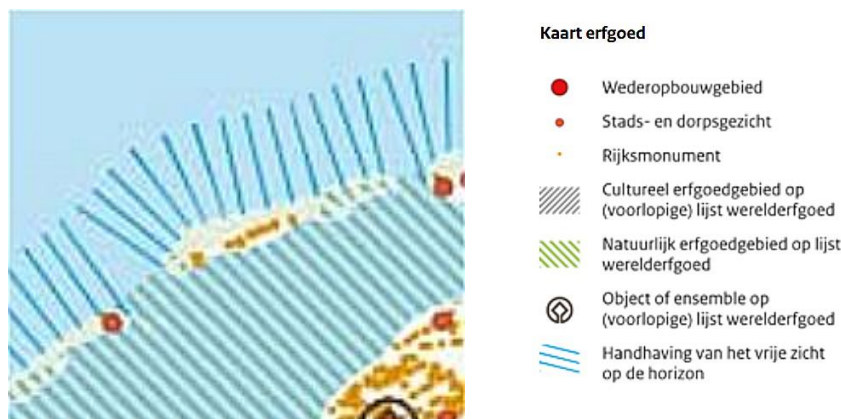 Kaart erfgoed
Wederopbouwgebied
Stads- en dorpsgezicht
Rijksmonument
Cultureel erfgoedgebied op
(voorlopige) lijst werelderfgoed
Natuurlijk erfgoedgebied op lijst
werelderfgoed
Object of ensemble op
(voorlopige) lijst werelderfgoed
Handhaving van het vrije zicht
op de horizon